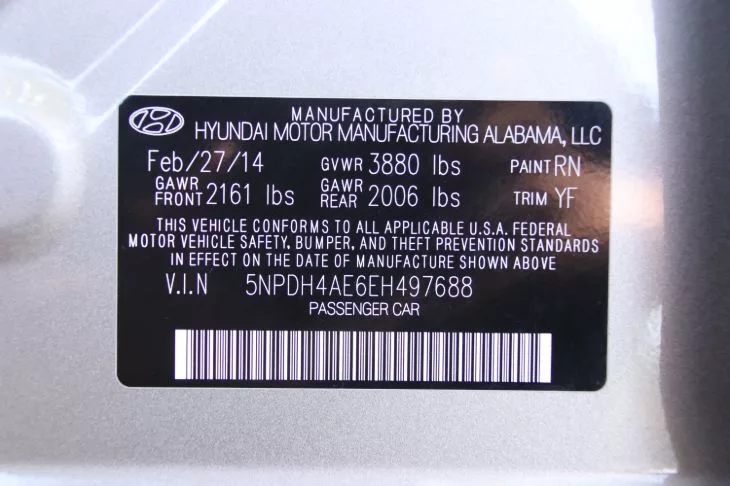 MANUFACTURED BY
HYUNDAI MOTOR MANUFACTURING ALABAMA, LLC
Feb/27/14 GVWR 3880 lbs PAINT RN
GAWR FRONT 2161 lbs GAWR REAR 2006 lbs TRIM YF
THIS VEHICLE CONFORMS TO ALL APPLICABLE U.S.A. FEDERAL
MOTOR VEHICLE SAFETY, BUMPER, AND THEFT PREVENTION STANDARDS
IN EFFECT ON THE DATE OF MANUFACTURE SHOWN ABOVE
V.I.N 5NPDH4AE6EH497688
PASSENGER CAR